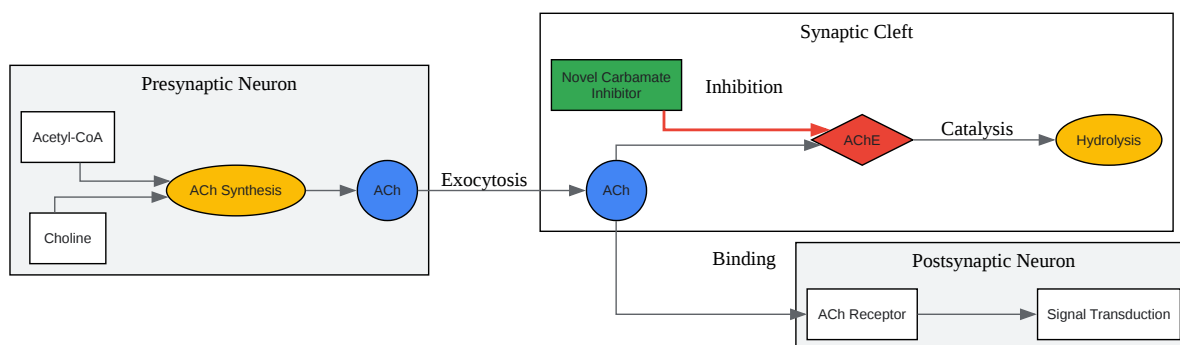 Presynaptic Neuron
Acetyl-CoA
Choline
ACh Synthesis
ACh
Exocytosis
Synaptic Cleft
Novel Carbamate
Inhibitor
Inhibition
AChE
Catalysis
Hydrolysis
ACh
Binding
Postsynaptic Neuron
ACh Receptor
Signal Transduction